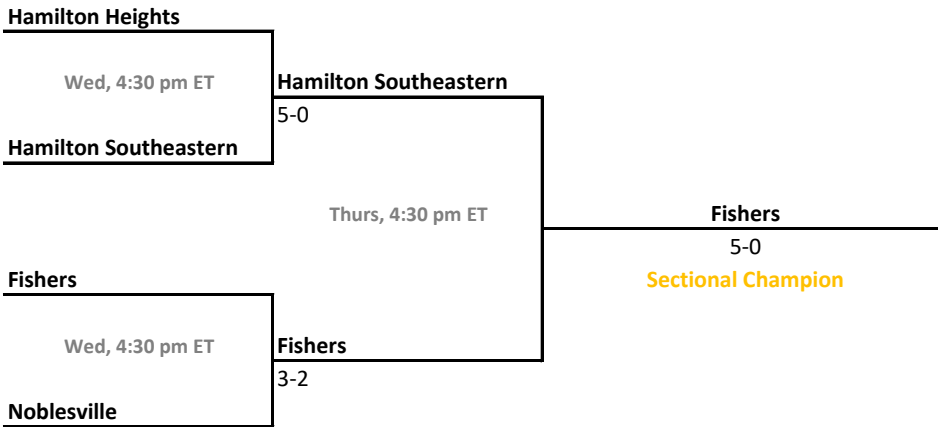 Hamilton Heights
Wed, 4:30 pm ET
Hamilton Southeastern
5-0
Hamilton Southeastern
Thurs, 4:30 pm ET
Fishers
5-0
Sectional Champion
Fishers
Wed, 4:30 pm ET
Fishers
3-2
Noblesville